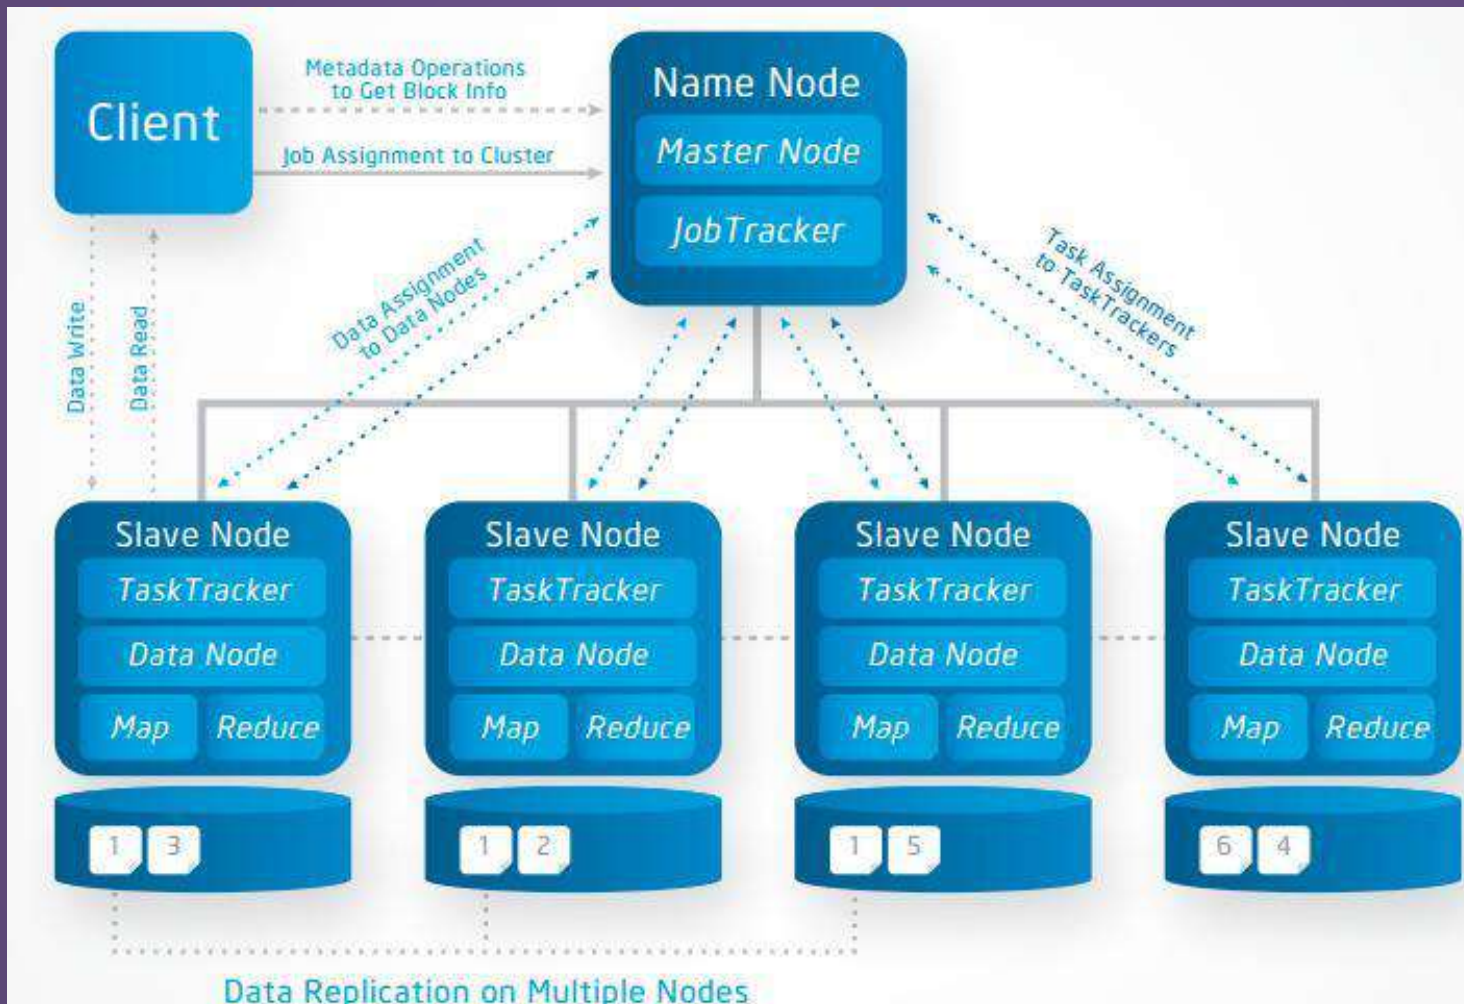 Client
Metadata Operations
to Get Block Info
Job Assignment to Cluster
Name Node
Master Node
JobTracker
Data Write
Data Read
Data Assignment
to Data Nodes
Task Assignment
to TaskTrackers
Slave Node
TaskTracker
Data Node
Map Reduce
1 3
Slave Node
TaskTracker
Data Node
Map Reduce
1 2
Slave Node
TaskTracker
Data Node
Map Reduce
1 5
Slave Node
TaskTracker
Data Node
Map Reduce
6 4
Data Replication on Multiple Nodes